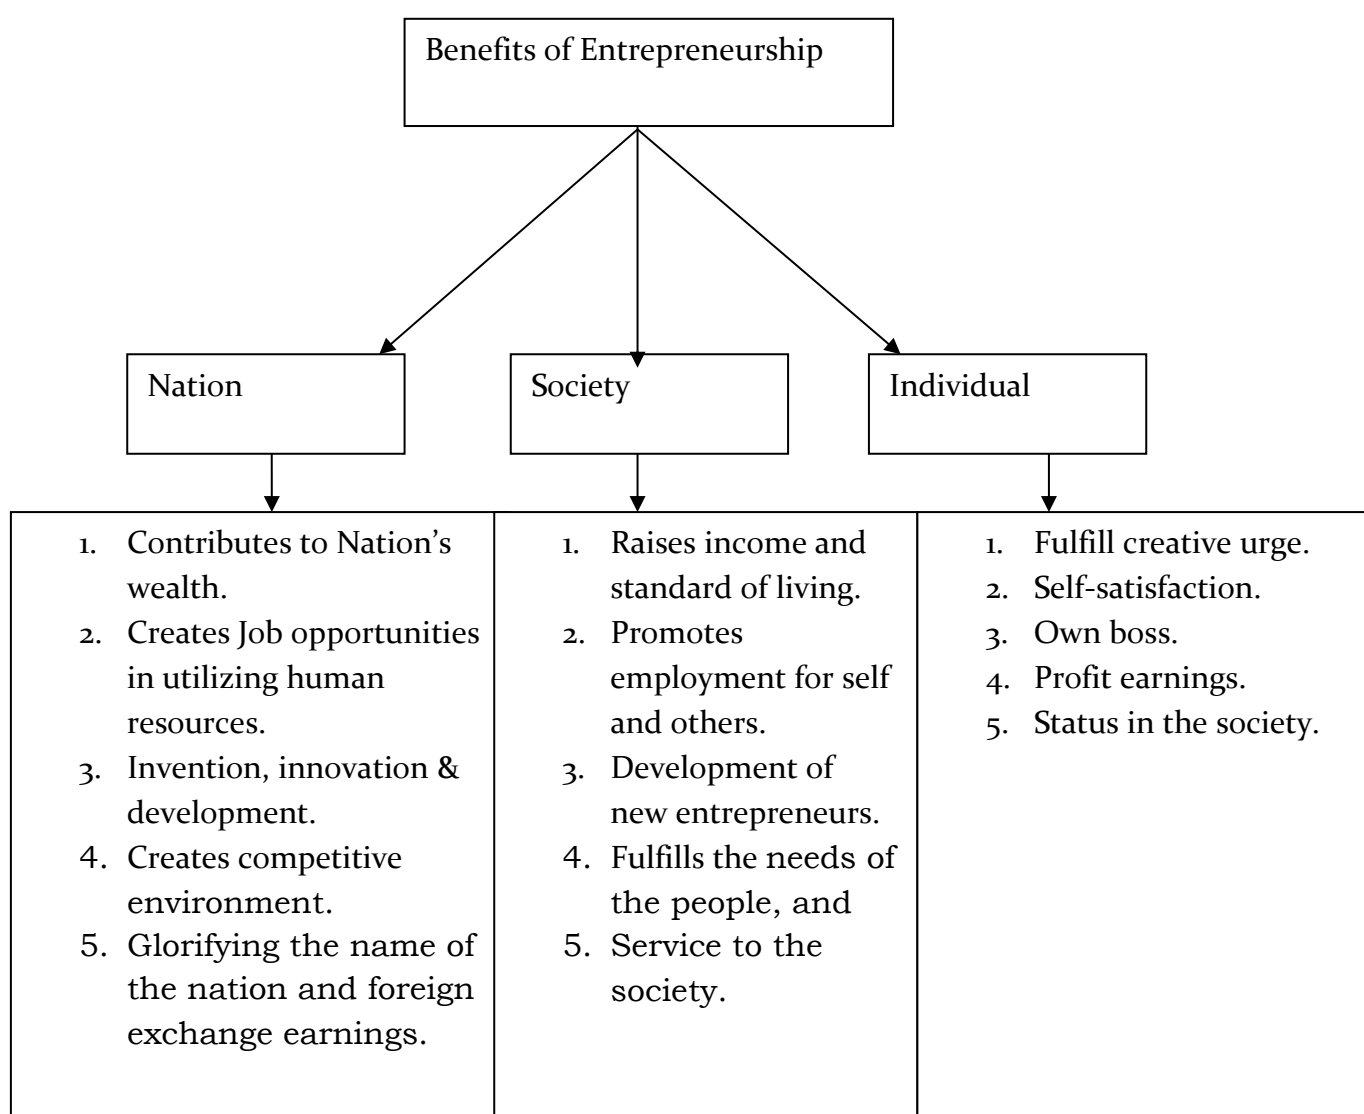 Benefits of Entrepreneurship
Nation
Society
Individual
1. Contributes to Nation’s
wealth.
2. Creates Job opportunities
in utilizing human
resources.
3. Invention, innovation &
development.
4. Creates competitive
environment.
5. Glorifying the name of
the nation and foreign
exchange earnings.
1. Raises income and
standard of living.
2. Promotes
employment for self
and others.
3. Development of
new entrepreneurs.
4. Fulfills the needs of
the people, and
5. Service to the
society.
1. Fulfill creative urge.
2. Self-satisfaction.
3. Own boss.
4. Profit earnings.
5. Status in the society.